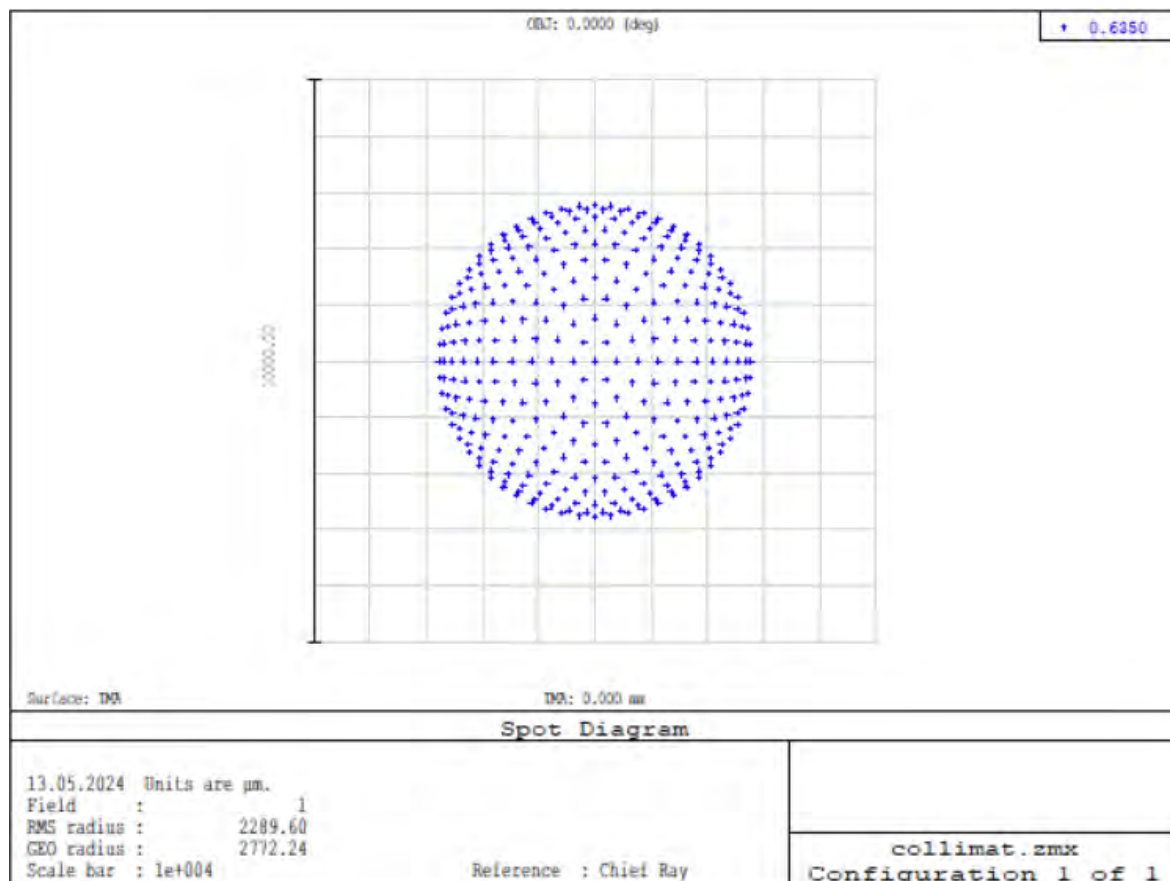 OBJ: 0.0000 (deg)
0.6350
10000.00
Surface: IMA
IMA: 0.000 mm
Spot Diagram
13.05.2024 Units are µm.
Field : 1
RMS radius : 2289.60
GEO radius : 2772.24
Scale bar : 1e+004
Reference : Chief Ray
collimat.zmx
Configuration 1 of 1